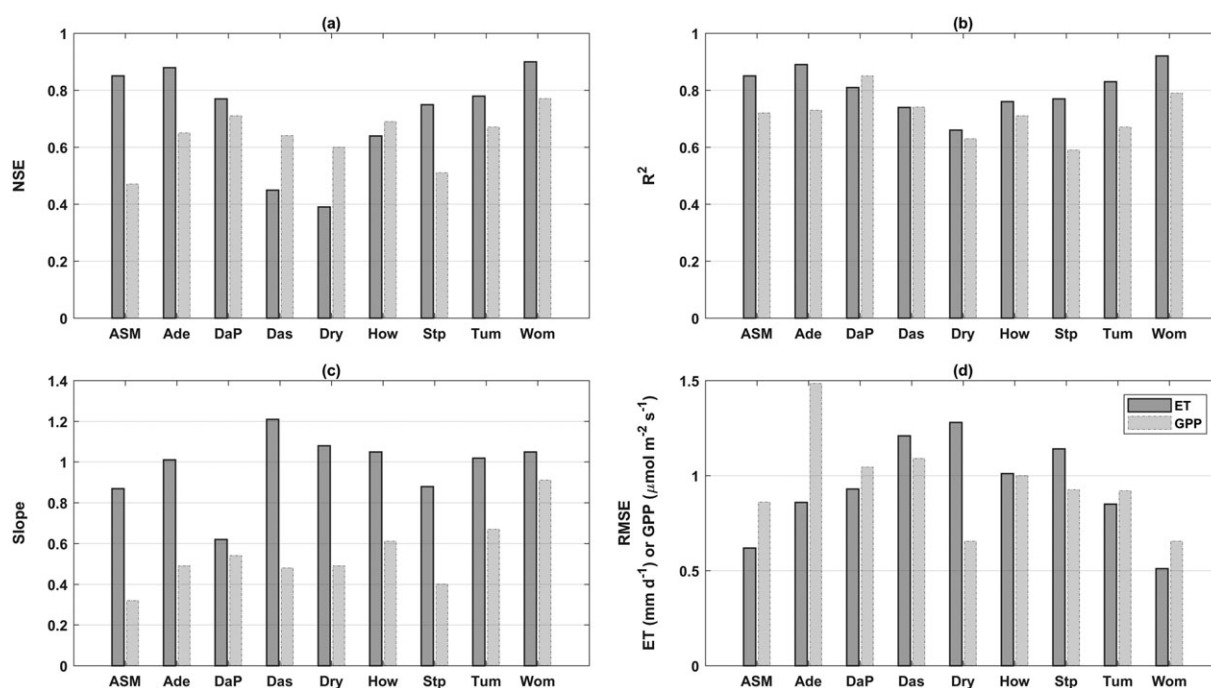 (a)
1
0.8
0.6
0.4
0.2
0
NSE
ASM Ade DaP Das Dry How Stp Tum Wom
(b)
1
0.8
0.6
0.4
0.2
0
R²
ASM Ade DaP Das Dry How Stp Tum Wom
(c)
1.4
1.2
1
0.8
0.6
0.4
0.2
0
Slope
ASM Ade DaP Das Dry How Stp Tum Wom
(d)
1.5
1
0.5
0
RMSE
ET (mm d⁻¹) or GPP (μmol m⁻² s⁻¹)
ET
GPP
ASM Ade DaP Das Dry How Stp Tum Wom